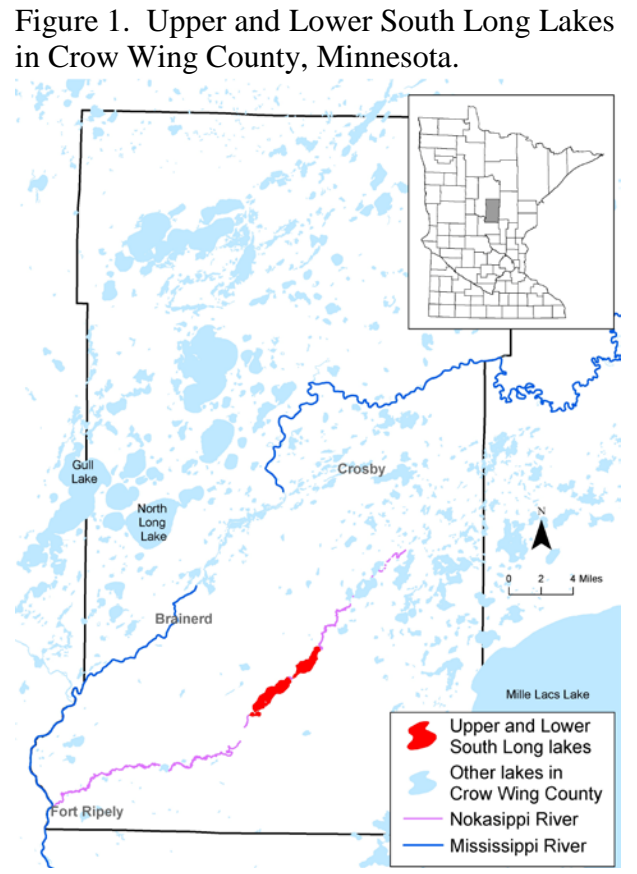 Figure 1.  Upper and Lower South Long Lakes
in Crow Wing County, Minnesota.
Crosby
Gull
Lake
North
Long
Lake
N
0 2 4 Miles
Brainerd
Mille Lacs Lake
Upper and Lower
South Long lakes
Other lakes in
Crow Wing County
Nokasippi River
Mississippi River
Fort Ripely